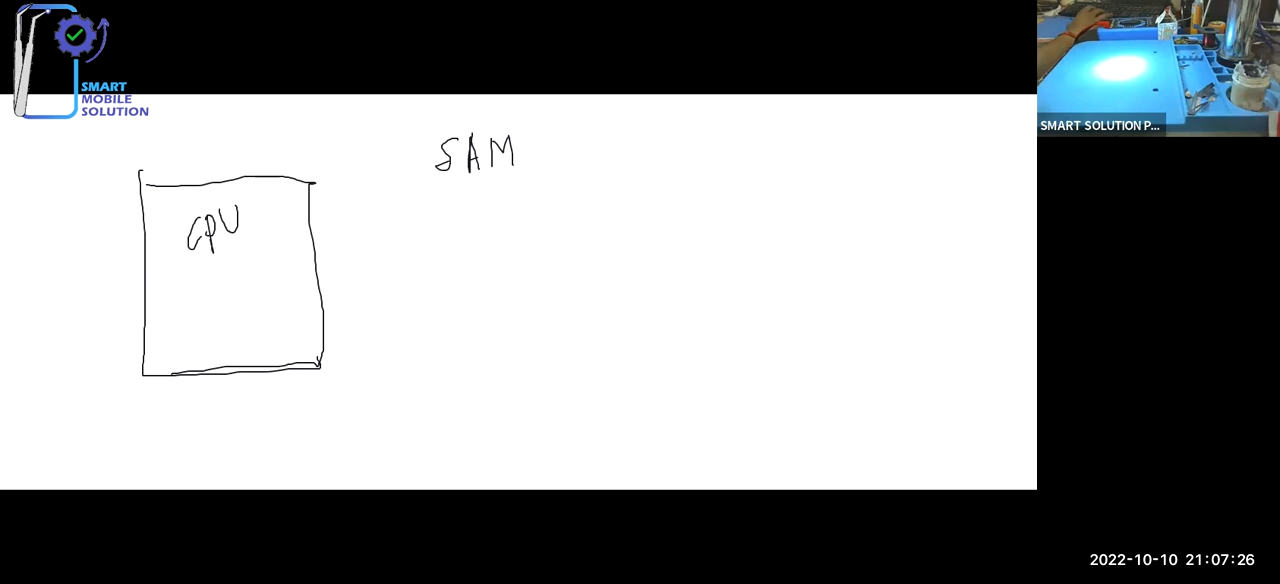 SMART
MOBILE
SOLUTION
SAM
CPU
SMART SOLUTION P...
2022-10-10 21:07:26